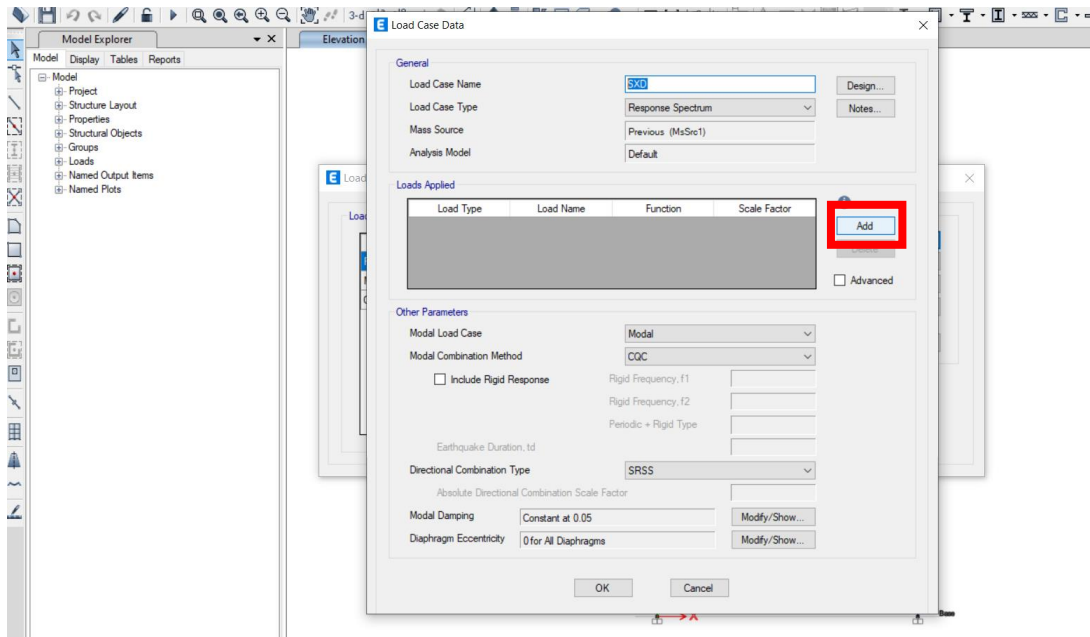 3-d
Model Explorer
Elevation
Model Display Tables Reports
Model
Project
Structure Layout
Properties
Structural Objects
Groups
Loads
Named Output Items
Named Plots
E Load
Loa
E Load Case Data
General
Load Case Name SXD Design...
Load Case Type Response Spectrum Notes...
Mass Source Previous (MsSrc1)
Analysis Model Default
Loads Applied
Load Type Load Name Function Scale Factor
Add
Advanced
Other Parameters
Modal Load Case Modal
Modal Combination Method CQC
Include Rigid Response Rigid Frequency, f1
Rigid Frequency, f2
Periodic + Rigid Type
Earthquake Duration, td
Directional Combination Type SRSS
Absolute Directional Combination Scale Factor
Modal Damping Constant at 0.05 Modify/Show...
Diaphragm Eccentricity 0 for All Diaphragms Modify/Show...
OK Cancel
X
Base